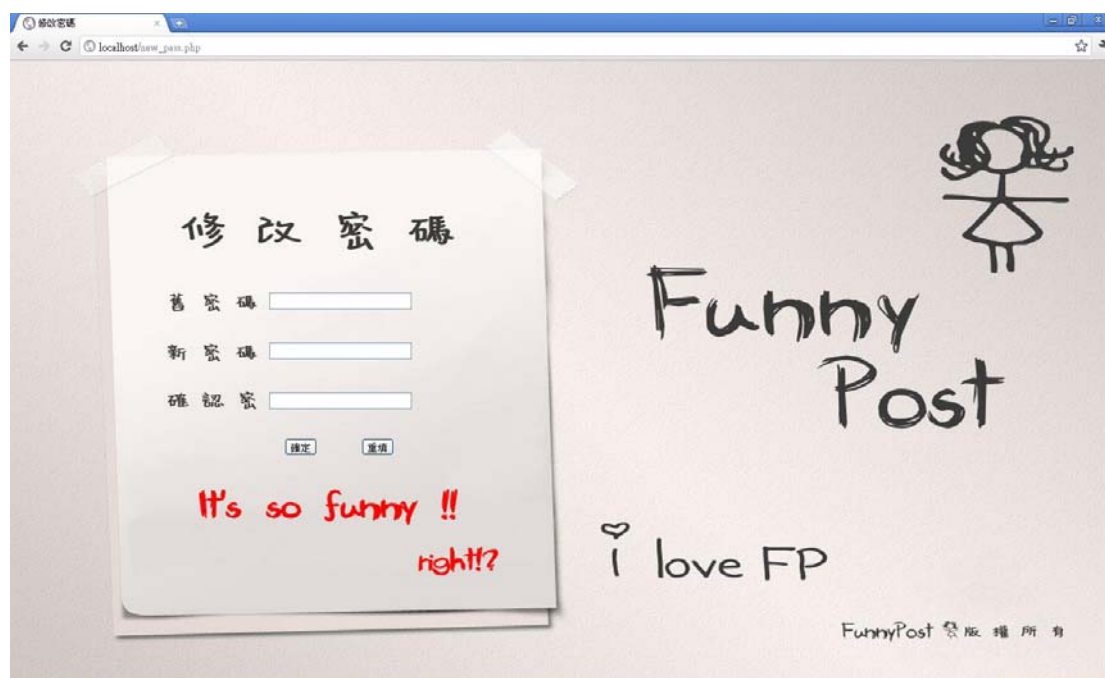 修改密碼
localhost/new_pass.php
修 改 密 碼
舊 密 碼
新 密 碼
確 認 密
確定 重填
It's so funny !!
right!?
Funny
Post
i love FP
FunnyPost 版 權 所 有